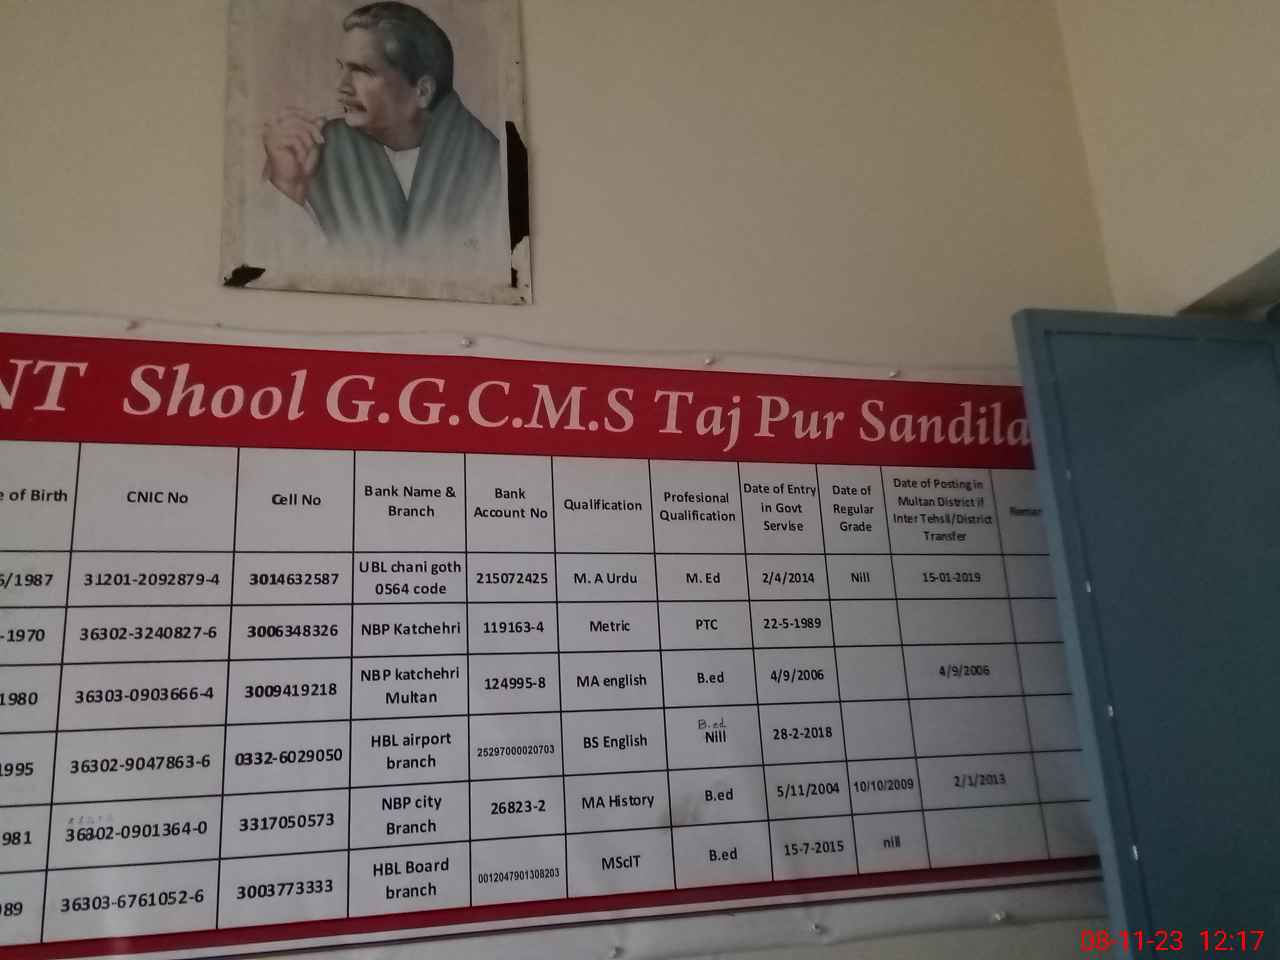 NT Shool G.G.C.M.S Taj Pur Sandila
e of Birth CNIC No Cell No Bank Name & Branch Bank Account No Qualification Profesional Qualification Date of Entry in Govt Servise Date of Regular Grade Date of Posting in Multan District if Inter Tehsil/District Transfer
/1987 31201-2092879-4 3014632587 UBL chani goth 0564 code 215072425 M. A Urdu M. Ed 2/4/2014 Nill 15-01-2019
-1970 36302-3240827-6 3006348326 NBP Katchehri 119163-4 Metric PTC 22-5-1989
1980 36303-0903666-4 3009419218 NBP katchehri Multan 124995-8 MA english B.ed 4/9/2006 4/9/2006
1995 36302-9047863-6 0332-6029050 HBL airport branch 25297000020703 BS English B.ed Nill 28-2-2018
981 36302-0901364-0 3317050573 NBP city Branch 26823-2 MA History B.ed 5/11/2004 10/10/2009 2/1/2013
89 36303-6761052-6 3003773333 HBL Board branch 0012047901308203 MScIT B.ed 15-7-2015 nill
08-11-23 12:17